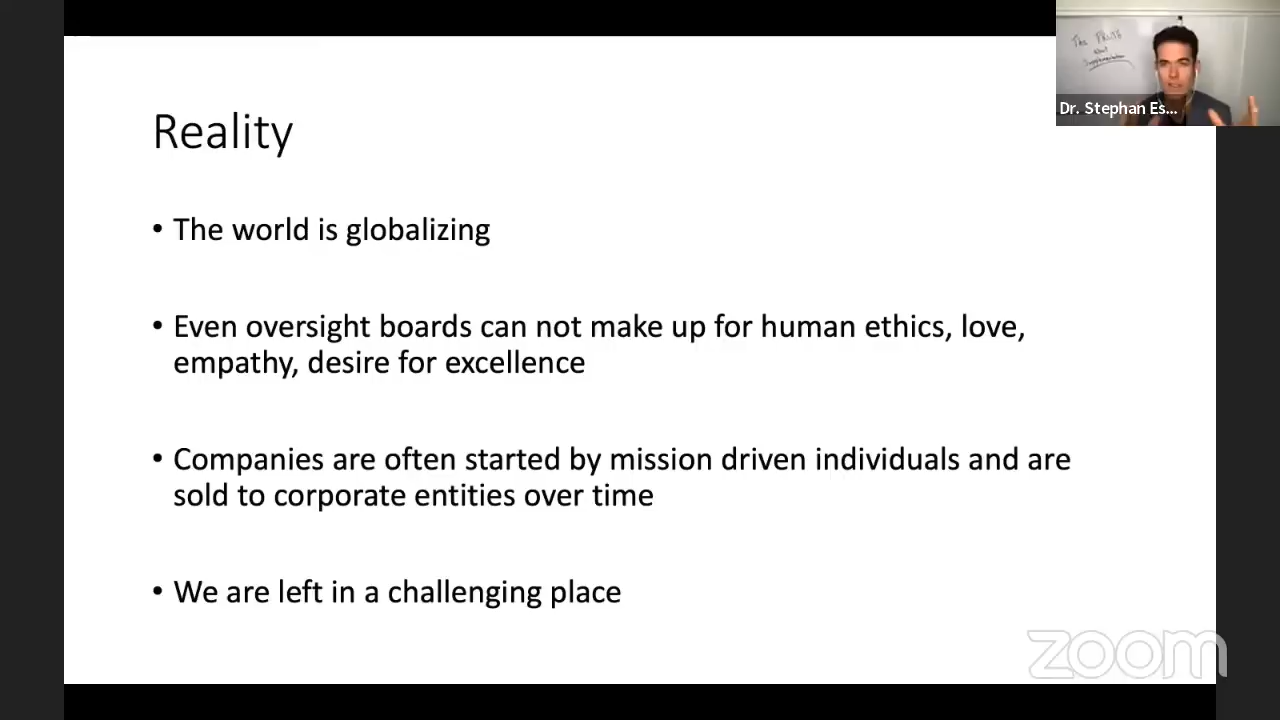 Reality
• The world is globalizing
• Even oversight boards can not make up for human ethics, love,
empathy, desire for excellence
• Companies are often started by mission driven individuals and are
sold to corporate entities over time
• We are left in a challenging place
The
Dr. Stephan Es...
zoom